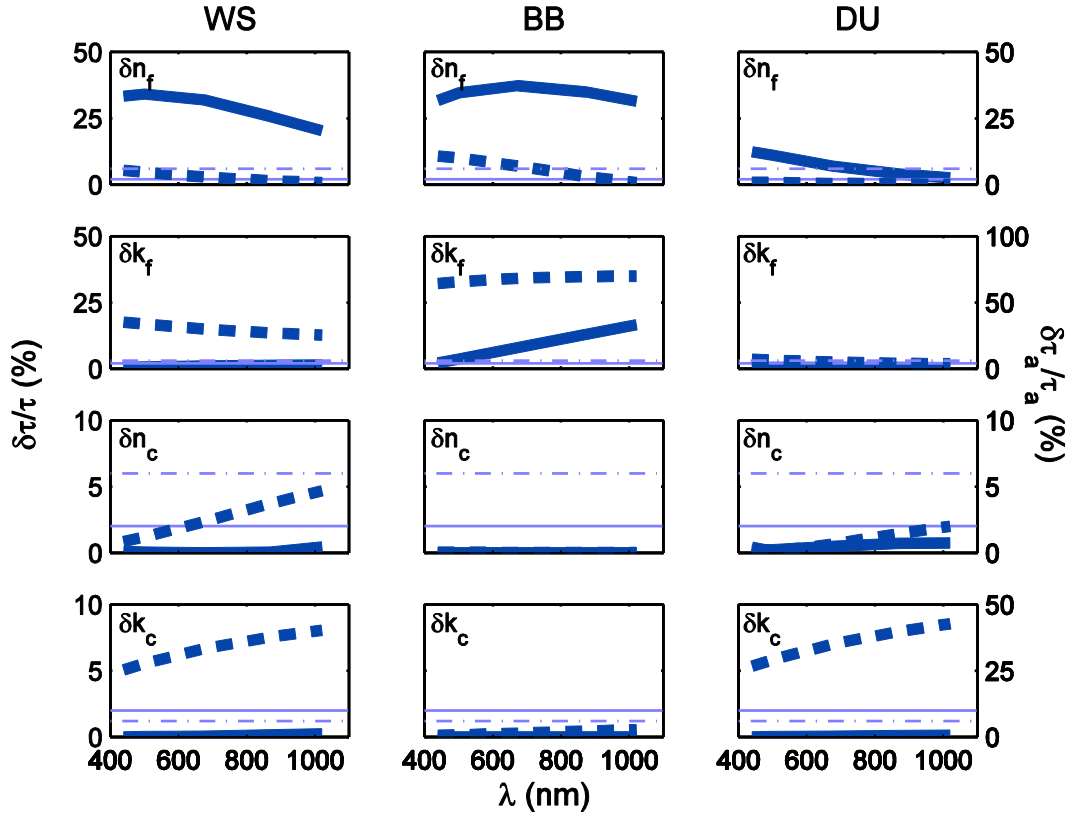 WS BB DU
50 δn_f δn_f δn_f 50
25 25
0 0
50 δk_f δk_f δk_f 100
25 50
0 0
δτ/τ (%)
δτ_a/τ_a (%)
10 δn_c δn_c δn_c 10
5 5
0 0
10 δk_c δk_c δk_c 50
5 25
0 0
400 600 800 1000 400 600 800 1000 400 600 800 1000
λ (nm)